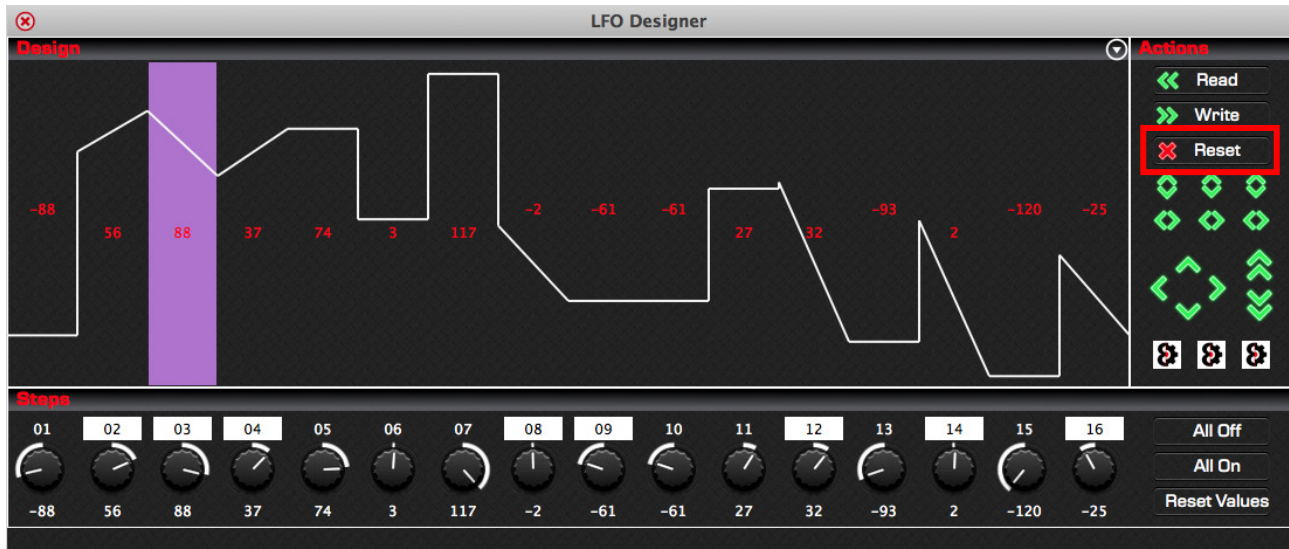 LFO Designer
Design
Actions
Read
Write
Reset
-88 -2 -61 -61 -93 -120 -25
56 88 37 74 3 117 27 32 2
Steps
01 02 03 04 05 06 07 08 09 10 11 12 13 14 15 16
-88 56 88 37 74 3 117 -2 -61 -61 27 32 -93 2 -120 -25
All Off
All On
Reset Values